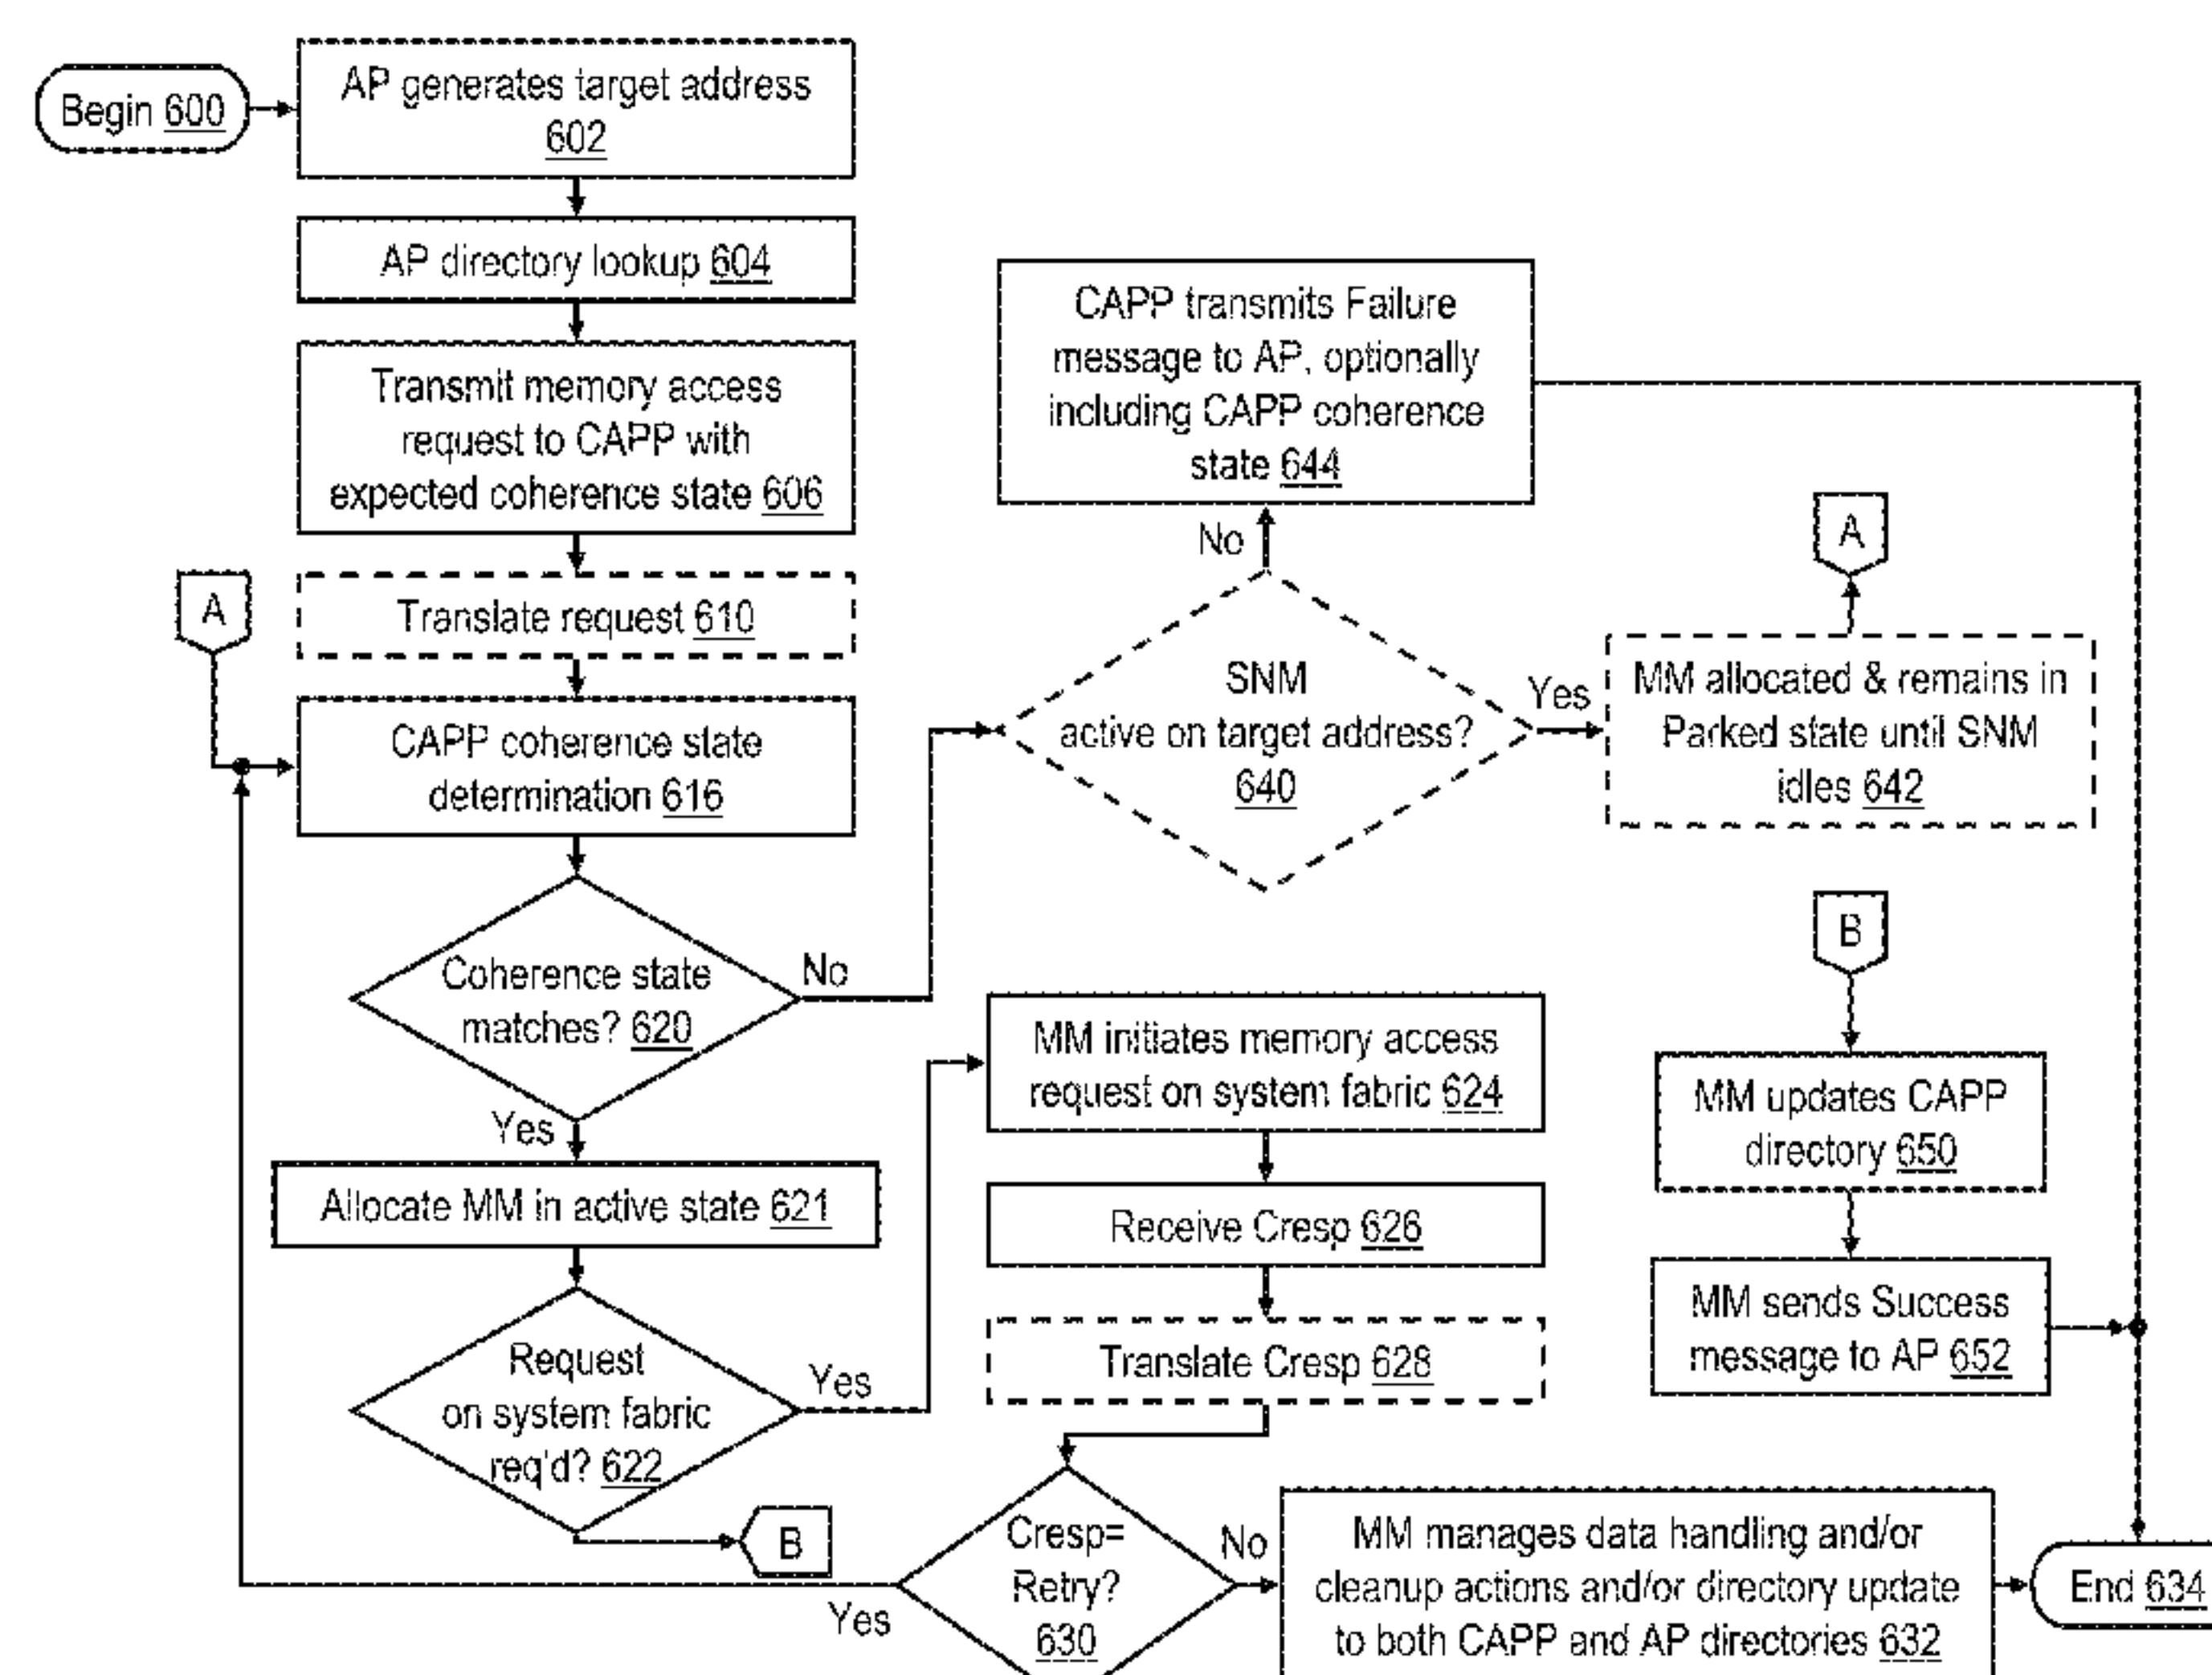 Begin 600
AP generates target address
602
AP directory lookup 604
Transmit memory access
request to CAPP with
expected coherence state 606
A
Translate request 610
CAPP coherence state
determination 616
Coherence state
matches? 620
No
Yes
Allocate MM in active state 621
Request
on system fabric
req'd? 622
Yes
B
CAPP transmits Failure
message to AP, optionally
including CAPP coherence
state 644
No
SNM
active on target address?
640
Yes
A
MM allocated & remains in
Parked state until SNM
idles 642
MM initiates memory access
request on system fabric 624
Receive Cresp 626
Translate Cresp 628
Cresp=
Retry?
630
Yes
No
MM manages data handling and/or
cleanup actions and/or directory update
to both CAPP and AP directories 632
B
MM updates CAPP
directory 650
MM sends Success
message to AP 652
End 634